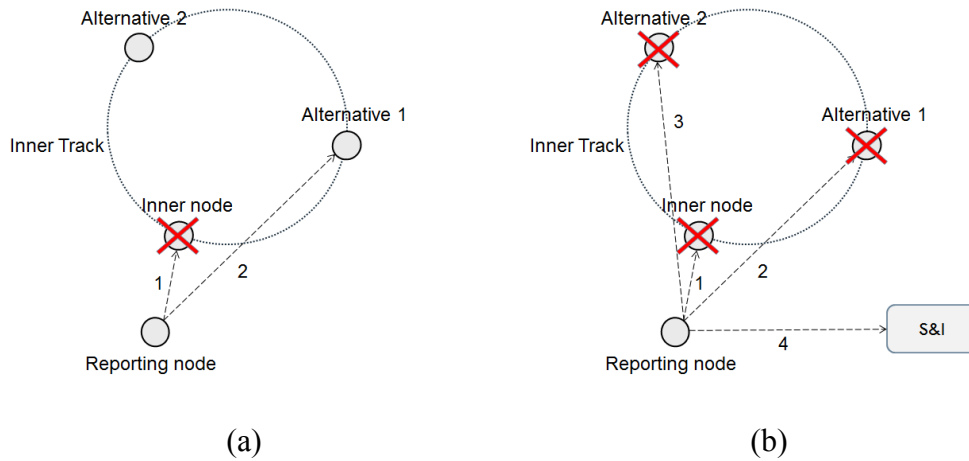 Alternative 2
Alternative 1
Inner Track
Inner node
1
2
Reporting node
(a)
Alternative 2
3
Alternative 1
Inner Track
Inner node
1
2
4
S&I
Reporting node
(b)